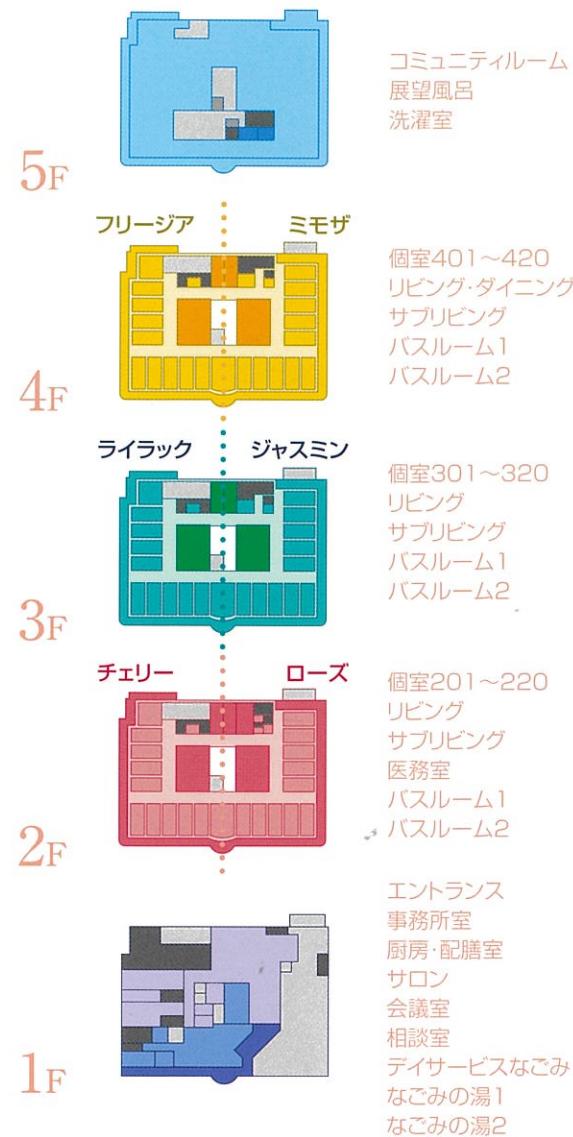 5F
コミュニティルーム
展望風呂
洗濯室
フリージア
ミモザ
4F
個室401～420
リビング・ダイニング
サブリビング
バスルーム1
バスルーム2
ライラック
ジャスミン
3F
個室301～320
リビング
サブリビング
バスルーム1
バスルーム2
チェリー
ローズ
2F
個室201～220
リビング
サブリビング
医務室
バスルーム1
バスルーム2
1F
エントランス
事務所室
厨房・配膳室
サロン
会議室
相談室
デイサービスなごみ
なごみの湯1
なごみの湯2